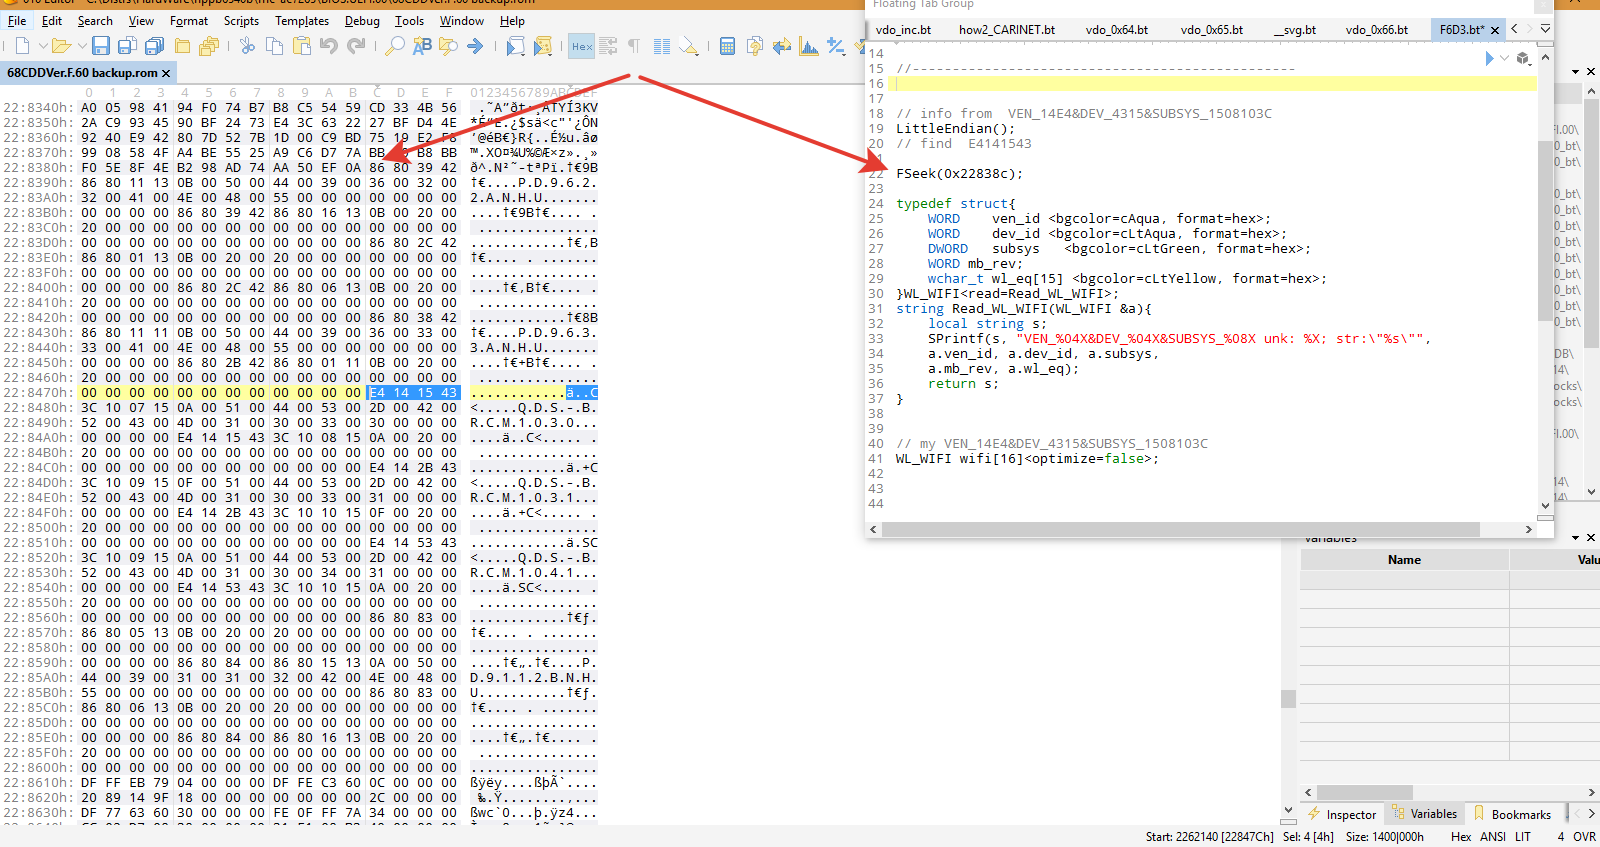 File Edit Search View Format Scripts Templates Debug Tools Window Help
68CDDVer.F.60 backup.rom ×
0 1 2 3 4 5 6 7 8 9 A B C D E F 0123456789ABCDEF
22:8340h: A0 05 98 41 94 F0 74 B7 B8 C5 54 59 CD 33 4B 56
22:8350h: 2A C9 93 45 90 BF 24 73 E4 3C 63 22 27 BF D4 4E
22:8360h: 92 40 E9 42 80 7D 52 7B 1D 00 C9 BD 75 19 E2 F8
22:8370h: 99 08 58 4F A4 BE 55 25 A9 C6 D7 7A BB B8 BB
22:8380h: F0 5E 8F 4E B2 98 AD 74 AA 50 EF 0A 86 80 39 42
22:8390h: 86 80 11 13 0B 00 50 00 44 00 39 00 36 00 32 00 †€....P.D.9.6.2.
22:83A0h: 32 00 41 00 4E 00 48 00 55 00 00 00 00 00 00 00 2.A.N.H.U.......
22:83B0h: 00 00 00 00 86 80 39 42 86 80 16 13 0B 00 20 00 ....†€9B†€.... .
22:83C0h: 20 00 00 00 00 00 00 00 00 00 00 00 00 00 00 00 ...............
22:83D0h: 00 00 00 00 00 00 00 00 00 00 00 00 86 80 2C 42 ............†€,B
22:83E0h: 86 80 01 13 0B 00 20 00 20 00 00 00 00 00 00 00 †€.... . .......
22:83F0h: 00 00 00 00 00 00 00 00 00 00 00 00 00 00 00 00 ................
22:8400h: 00 00 00 00 86 80 2C 42 86 80 06 13 0B 00 20 00 ....†€,B†€.... .
22:8410h: 20 00 00 00 00 00 00 00 00 00 00 00 00 00 00 00 ...............
22:8420h: 00 00 00 00 00 00 00 00 00 00 00 00 86 80 38 42 ............†€8B
22:8430h: 86 80 11 11 0B 00 50 00 44 00 39 00 36 00 33 00 †€....P.D.9.6.3.
22:8440h: 33 00 41 00 4E 00 48 00 55 00 00 00 00 00 00 00 3.A.N.H.U.......
22:8450h: 00 00 00 00 86 80 2B 42 86 80 01 11 0B 00 20 00 ....†€+B†€.... .
22:8460h: 20 00 00 00 00 00 00 00 00 00 00 00 00 00 00 00 ...............
22:8470h: 00 00 00 00 00 00 00 00 00 00 00 00 E4 14 15 43 ............ä..C
22:8480h: 3C 10 07 15 0A 00 51 00 44 00 53 00 2D 00 42 00 <.....Q.D.S.-.B.
22:8490h: 52 00 43 00 4D 00 31 00 30 00 33 00 30 00 00 00 R.C.M.1.0.3.0...
22:84A0h: 00 00 00 00 E4 14 15 43 3C 10 08 15 0A 00 20 00 ....ä..C<..... .
22:84B0h: 20 00 00 00 00 00 00 00 00 00 00 00 00 00 00 00 ...............
22:84C0h: 00 00 00 00 00 00 00 00 00 00 00 00 E4 14 2B 43 ............ä.+C
22:84D0h: 3C 10 09 15 0F 00 51 00 44 00 53 00 2D 00 42 00 <.....Q.D.S.-.B.
22:84E0h: 52 00 43 00 4D 00 31 00 30 00 33 00 31 00 00 00 R.C.M.1.0.3.1...
22:84F0h: 00 00 00 00 E4 14 2B 43 3C 10 10 15 0F 00 20 00 ....ä.+C<..... .
22:8500h: 20 00 00 00 00 00 00 00 00 00 00 00 00 00 00 00 ...............
22:8510h: 00 00 00 00 00 00 00 00 00 00 00 00 E4 14 53 43 ............ä.SC
22:8520h: 3C 10 09 15 0A 00 51 00 44 00 53 00 2D 00 42 00 <.....Q.D.S.-.B.
22:8530h: 52 00 43 00 4D 00 31 00 30 00 34 00 31 00 00 00 R.C.M.1.0.4.1...
22:8540h: 00 00 00 00 E4 14 53 43 3C 10 10 15 0A 00 20 00 ....ä.SC<..... .
22:8550h: 20 00 00 00 00 00 00 00 00 00 00 00 00 00 00 00 ...............
22:8560h: 00 00 00 00 00 00 00 00 00 00 00 00 86 80 83 00 ............†€ƒ.
22:8570h: 86 80 05 13 0B 00 20 00 20 00 00 00 00 00 00 00 †€.... . .......
22:8580h: 00 00 00 00 00 00 00 00 00 00 00 00 00 00 00 00 ................
22:8590h: 00 00 00 00 86 80 84 00 86 80 15 13 0A 00 50 00 ....†€„.†€....P.
22:85A0h: 44 00 39 00 31 00 31 00 32 00 42 00 4E 00 48 00 D.9.1.1.2.B.N.H.
22:85B0h: 55 00 00 00 00 00 00 00 00 00 00 00 86 80 83 00 U...........†€ƒ.
22:85C0h: 86 80 06 13 0B 00 20 00 20 00 00 00 00 00 00 00 †€.... . .......
22:85D0h: 00 00 00 00 00 00 00 00 00 00 00 00 00 00 00 00 ................
22:85E0h: 00 00 00 00 86 80 84 00 86 80 16 13 0B 00 20 00 ....†€„.†€.... .
22:85F0h: 20 00 00 00 00 00 00 00 00 00 00 00 00 00 00 00 ...............
22:8600h: 00 00 00 00 00 00 00 00 00 00 00 00 00 00 00 00 ................
22:8610h: DF FF EB 79 04 00 00 00 DF FE C3 60 0C 00 00 00 ßÿëy....ßþÃ`....
22:8620h: 20 89 14 9F 18 00 00 00 00 00 00 00 2C 00 00 00 ‰.Ÿ........,...
22:8630h: DF 77 63 60 30 00 00 00 FE 0F FF 7A 34 00 00 00 ßwc`0...þ.ÿz4...
Floating Tab Group
vdo_inc.bt how2_CARINET.bt vdo_0x64.bt vdo_0x65.bt __svg.bt vdo_0x66.bt F6D3.bt* ×
14
15 //-------------------------------------------------
16
17
18 // info from VEN_14E4&DEV_4315&SUBSYS_1508103C
19 LittleEndian();
20 // find E4141543
22 FSeek(0x22838c);
23
24 typedef struct{
25 WORD ven_id <bgcolor=cAqua, format=hex>;
26 WORD dev_id <bgcolor=cLtAqua, format=hex>;
27 DWORD subsys <bgcolor=cLtGreen, format=hex>;
28 WORD mb_rev;
29 wchar_t wl_eq[15] <bgcolor=cLtYellow, format=hex>;
30 }WL_WIFI<read=Read_WL_WIFI>;
31 string Read_WL_WIFI(WL_WIFI &a){
32 local string s;
33 SPrintf(s, "VEN_%04X&DEV_%04X&SUBSYS_%08X unk: %X; str:\"%s\"",
34 a.ven_id, a.dev_id, a.subsys,
35 a.mb_rev, a.wl_eq);
36 return s;
37 }
38
39
40 // my VEN_14E4&DEV_4315&SUBSYS_1508103C
41 WL_WIFI wifi[16]<optimize=false>;
42
43
44
Variables
Name Valu
Inspector Variables Bookmarks
Start: 2262140 [22847Ch] Sel: 4 [4h] Size: 1400|000h Hex ANSI LIT 4 OVR